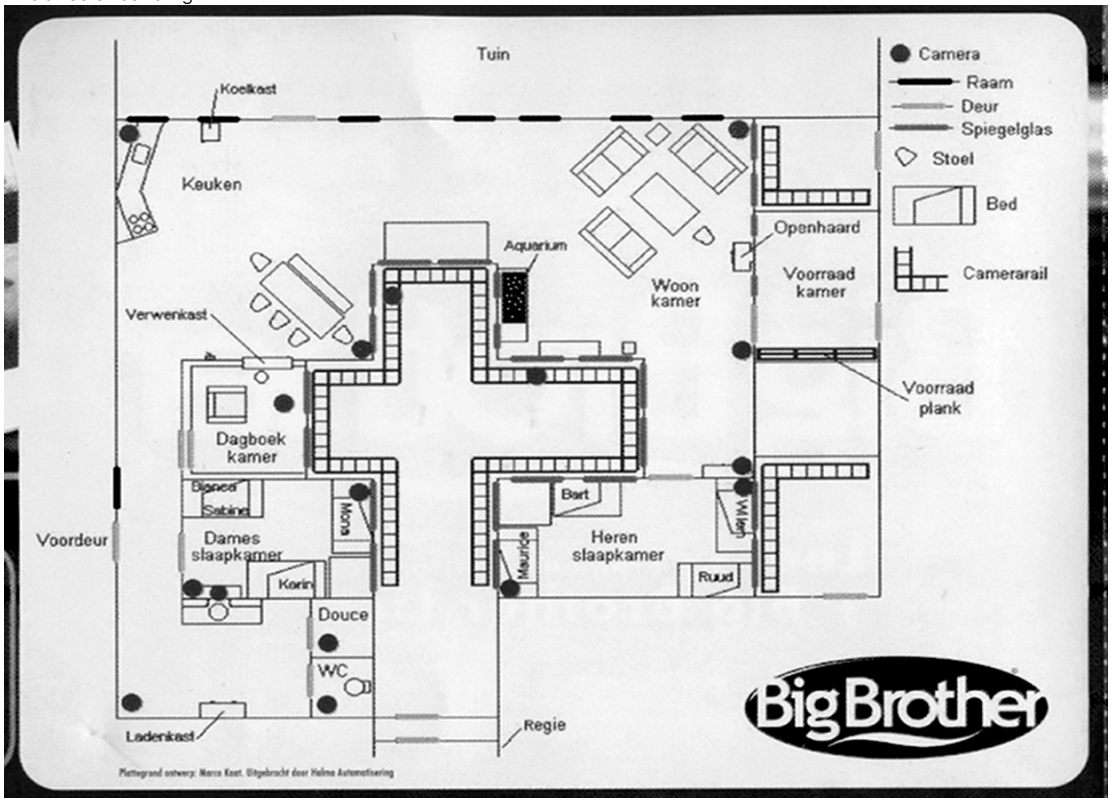 Tuin
Camera
Raam
Deur
Spiegelglas
Stoel
Bed
Camerarail
Koelkast
Keuken
Openhaard
Aquarium
Woon
kamer
Voorraad
kamer
Verwenkast
Voorraad
plank
Dagboek
kamer
Bianca
Sabine
Mona
Bart
Willem
Voordeur
Dames
slaapkamer
Heren
slaapkamer
Maurice
Karin
Ruud
Douce
WC
Ladenkast
Regie
Big Brother
Plattegrond ontwerp: Marco Kaat. Uitgebracht door Helma Automatisering